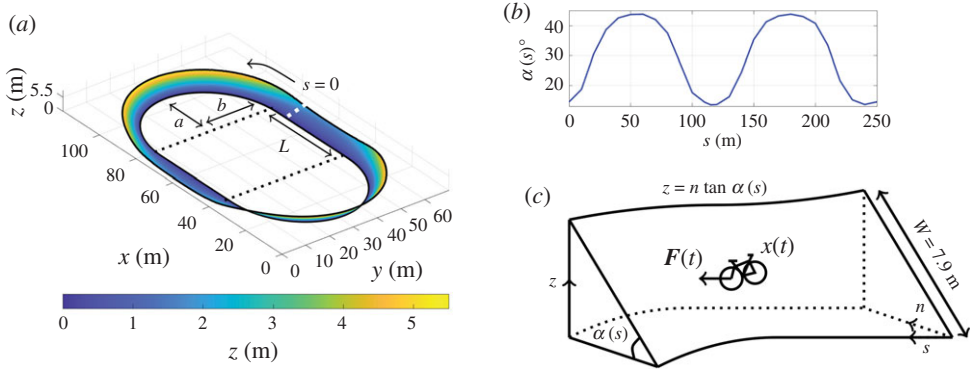 (a)
z (m)
5.5
0
100
80
60
40
20
0
x (m)
0
10
20
30
40
50
60
y (m)
s = 0
a
b
L
0 1 2 3 4 5
z (m)
(b)
α (s)°
40
30
20
0 50 100 150 200 250
s (m)
(c)
z = n tan α (s)
F(t)
x(t)
W = 7.9 m
z
α (s)
n
s